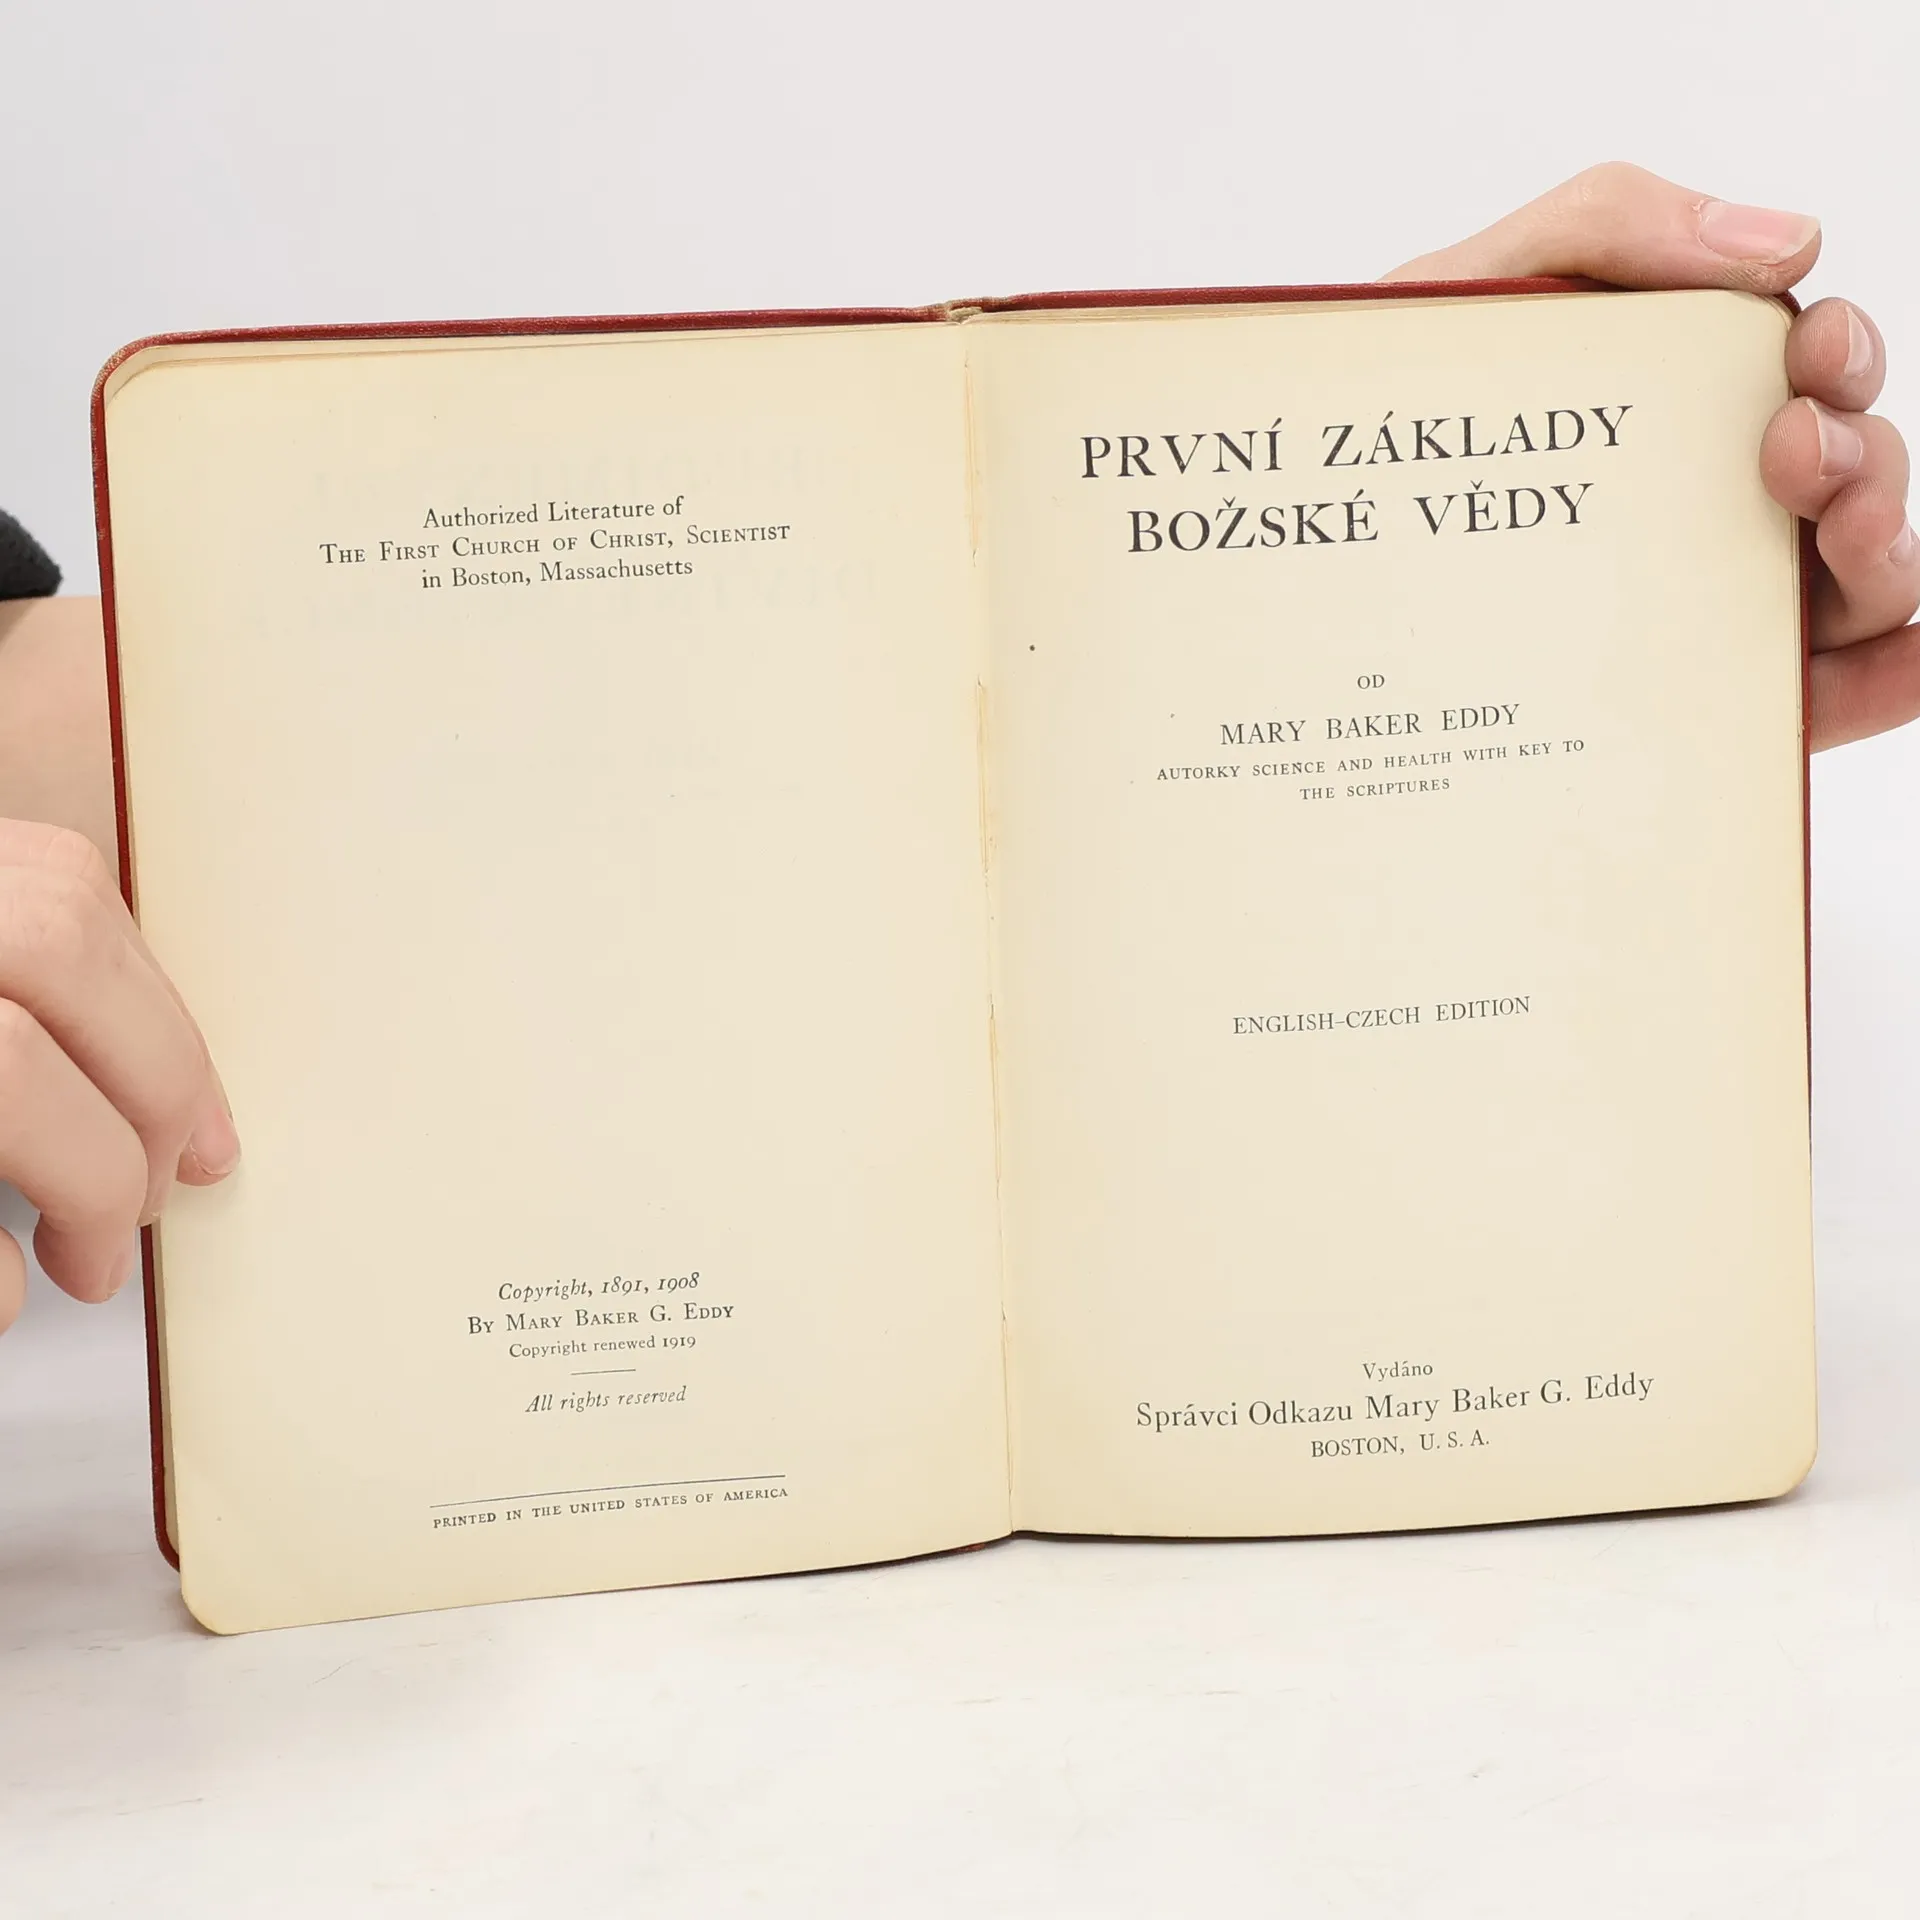 Authorized Literature of
THE FIRST CHURCH OF CHRIST, SCIENTIST
in Boston, Massachusetts
Copyright, 1891, 1908
BY MARY BAKER G. EDDY
Copyright renewed 1919
All rights reserved
PRINTED IN THE UNITED STATES OF AMERICA
PRVNÍ ZÁKLADY
BOŽSKÉ VĚDY
OD
MARY BAKER EDDY
AUTORKY SCIENCE AND HEALTH WITH KEY TO
THE SCRIPTURES
ENGLISH–CZECH EDITION
Vydáno
Správci Odkazu Mary Baker G. Eddy
BOSTON, U. S. A.